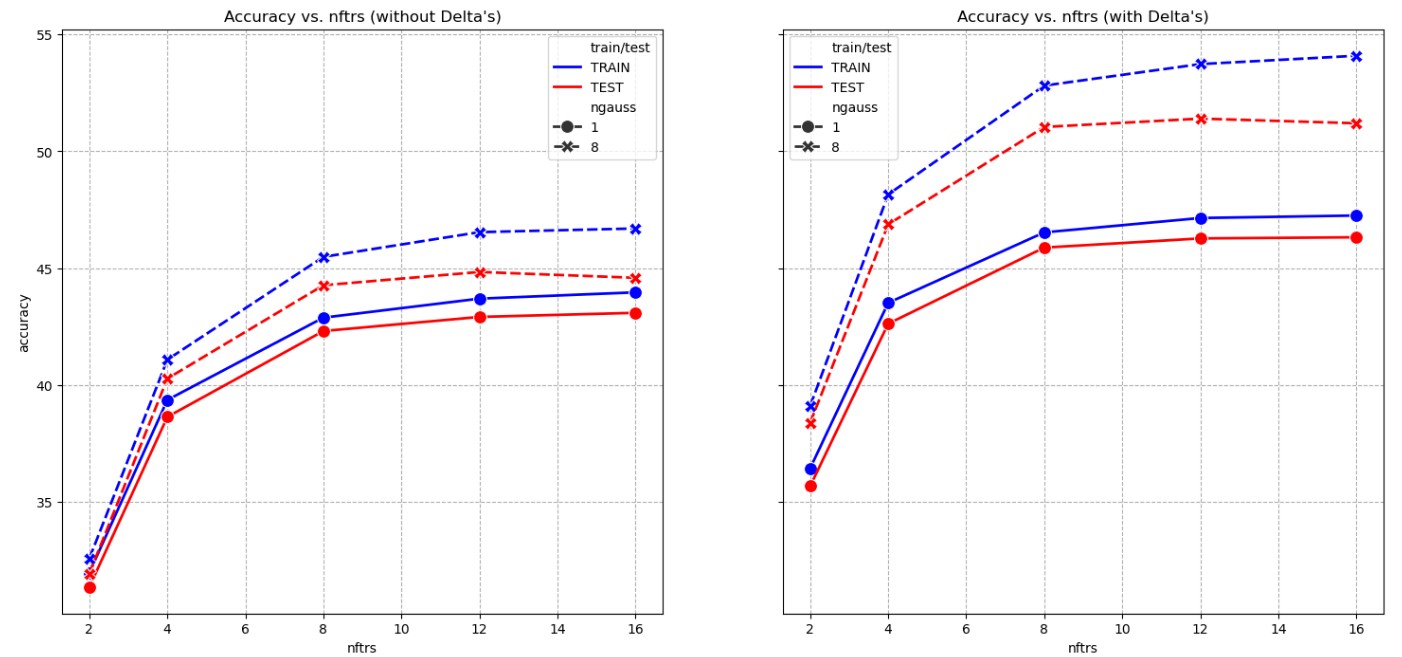 Accuracy vs. nftrs (without Delta's)
55
50
45
40
35
accuracy
train/test
TRAIN
TEST
ngauss
1
8
2 4 6 8 10 12 14 16
nftrs
Accuracy vs. nftrs (with Delta's)
train/test
TRAIN
TEST
ngauss
1
8
2 4 6 8 10 12 14 16
nftrs